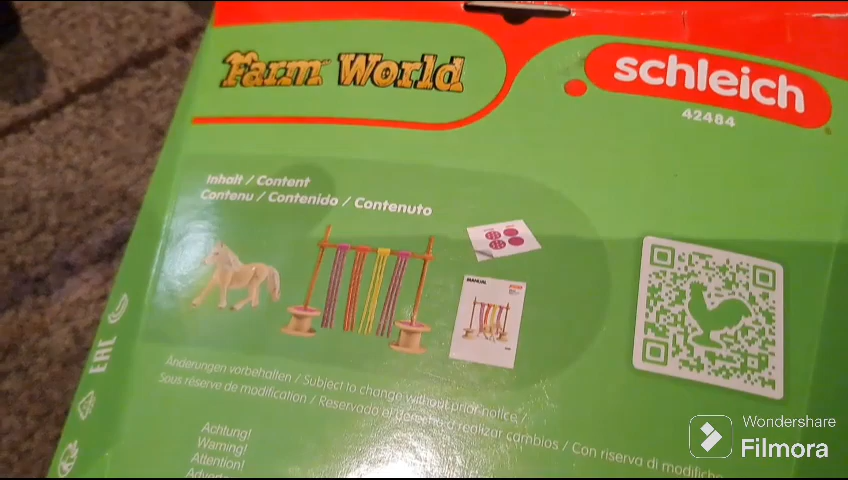 Farm World
schleich
42484
Inhalt / Content
Contenu / Contenido / Contenuto
MANUAL
Änderungen vorbehalten / Subject to change without prior notice /
Sous réserve de modification / Reservado el derecho a realizar cambios / Con riserva di modifiche
Achtung!
Warning!
Attention!
EAC
Wondershare
Filmora